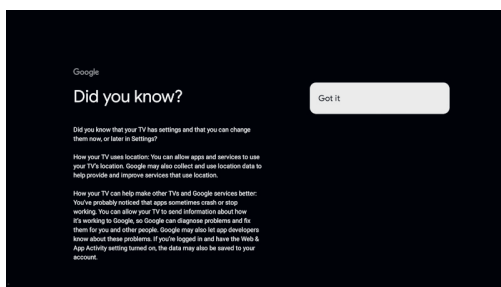 Google
Did you know?
Got it
Did you know that your TV has settings and that you can change
them now, or later in Settings?
How your TV uses location: You can allow apps and services to use
your TV's location. Google may also collect and use location data to
help provide and improve services that use location.
How your TV can help make other TVs and Google services better:
You've probably noticed that apps sometimes crash or stop
working. You can allow your TV to send information about how
it's working to Google, so Google can diagnose problems and fix
them for you and other people. Google may also let app developers
know about these problems. If you're logged in and have the Web &
App Activity setting turned on, the data may also be saved to your
account.